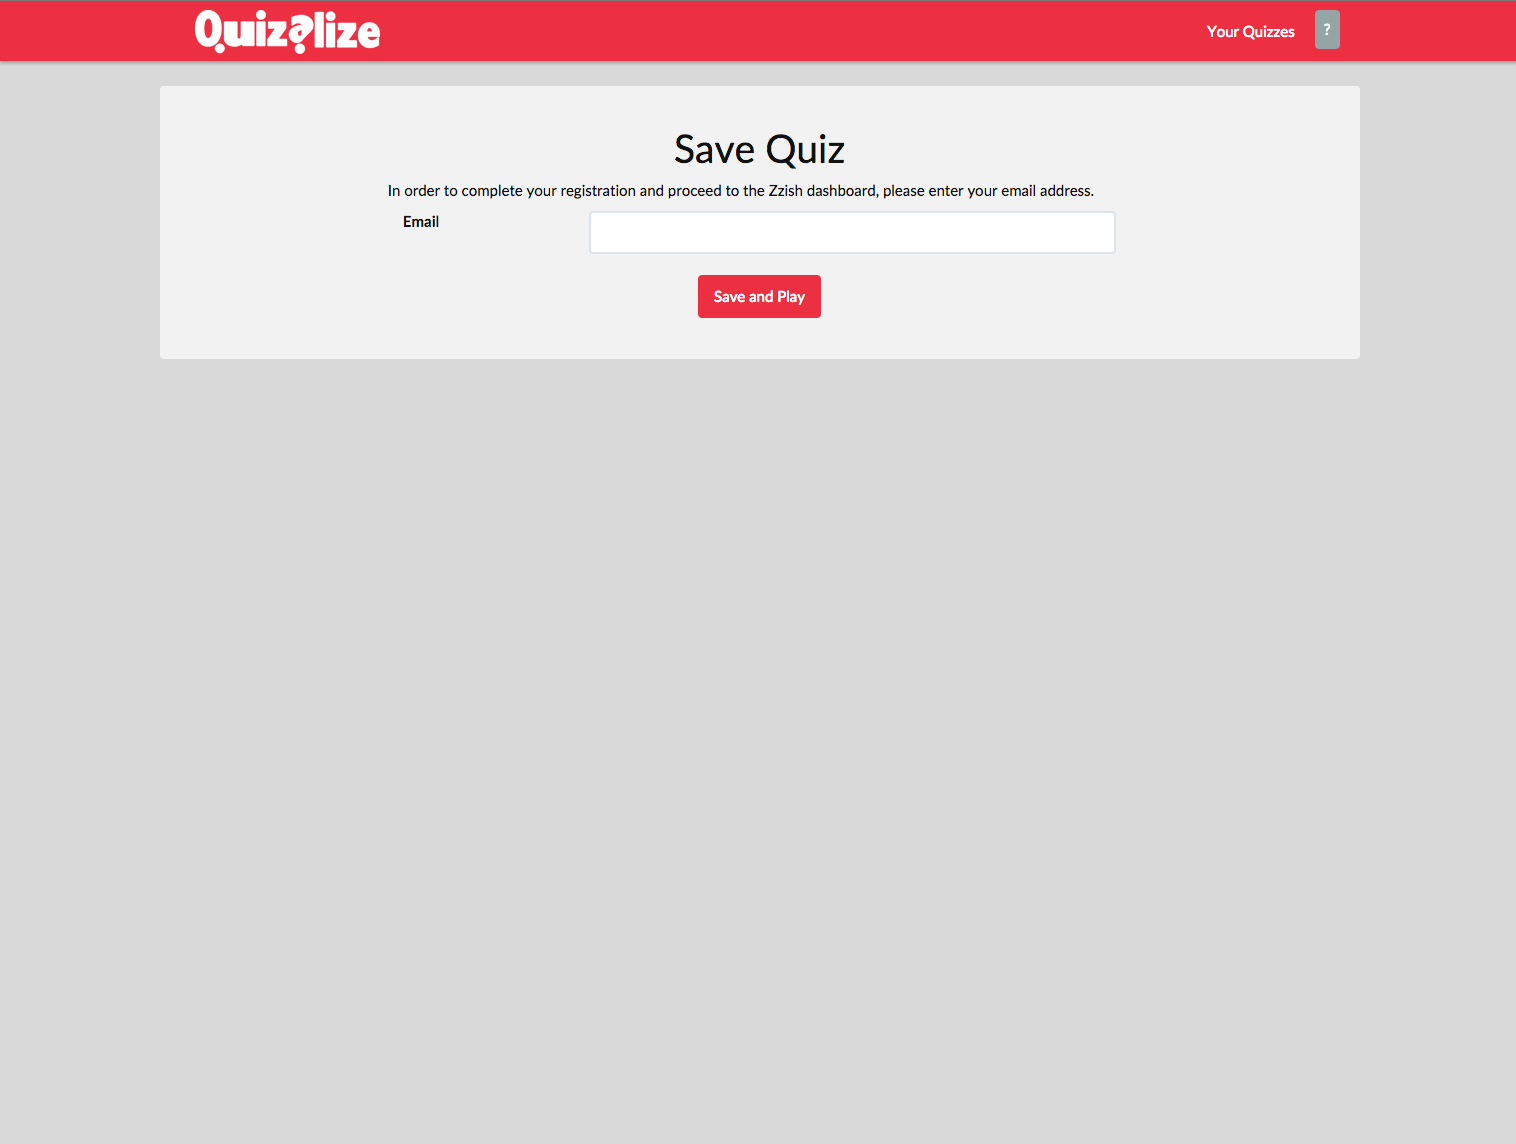 Quizalize
Your Quizzes
?
Save Quiz
In order to complete your registration and proceed to the Zzish dashboard, please enter your email address.
Email
Save and Play